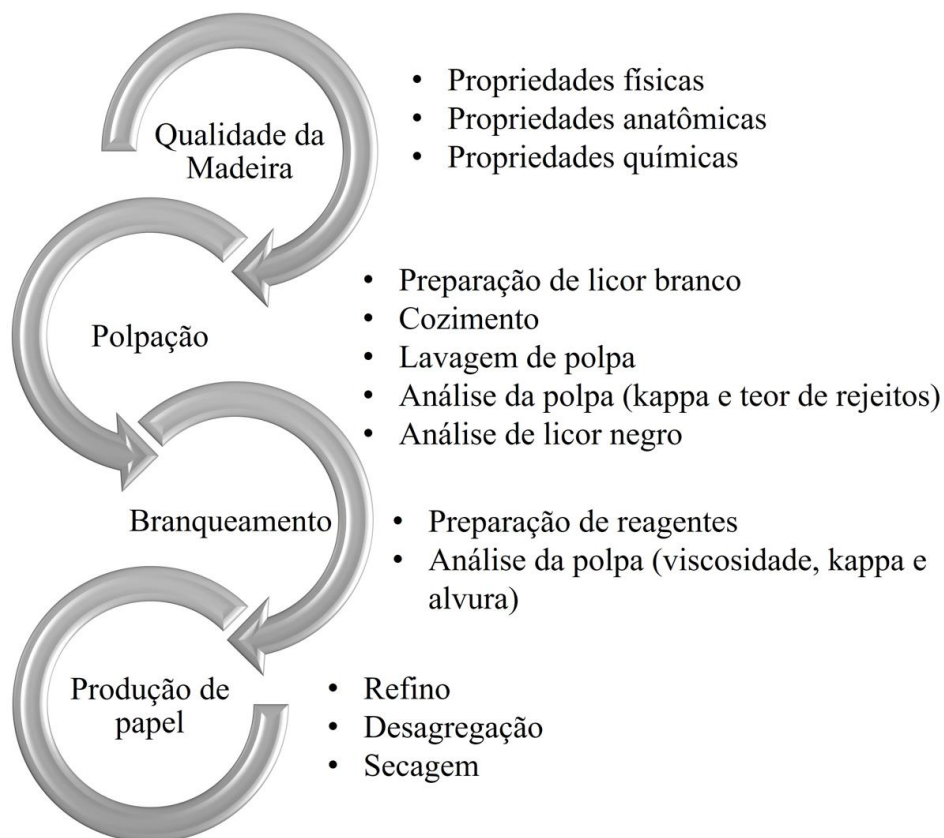 Qualidade da
Madeira
• Propriedades físicas
• Propriedades anatômicas
• Propriedades químicas
Polpação
• Preparação de licor branco
• Cozimento
• Lavagem de polpa
• Análise da polpa (kappa e teor de rejeitos)
• Análise de licor negro
Branqueamento
• Preparação de reagentes
• Análise da polpa (viscosidade, kappa e
alvura)
Produção de
papel
• Refino
• Desagregação
• Secagem